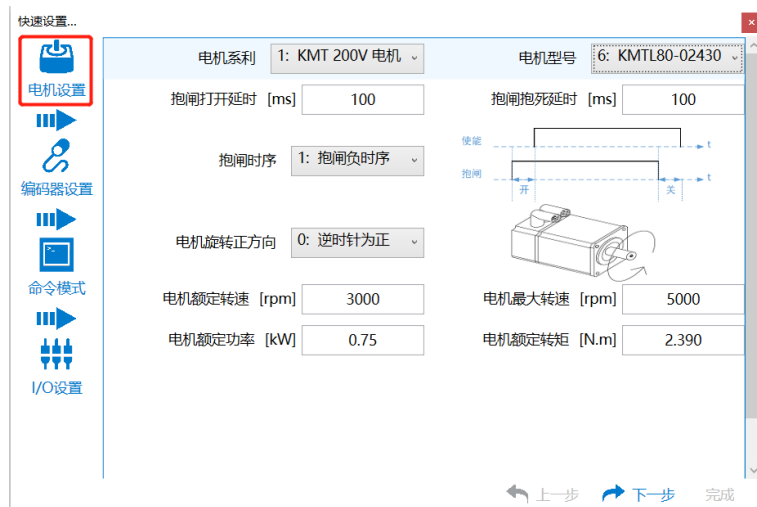 快速设置...
电机设置
编码器设置
命令模式
I/O设置
电机系利 1: KMT 200V 电机 电机型号 6: KMTL80-02430
抱闸打开延时 [ms] 100 抱闸抱死延时 [ms] 100
抱闸时序 1: 抱闸负时序
使能 t
抱闸 t
开 关
电机旋转正方向 0: 逆时针为正
电机额定转速 [rpm] 3000 电机最大转速 [rpm] 5000
电机额定功率 [kW] 0.75 电机额定转矩 [N.m] 2.390
上一步 下一步 完成